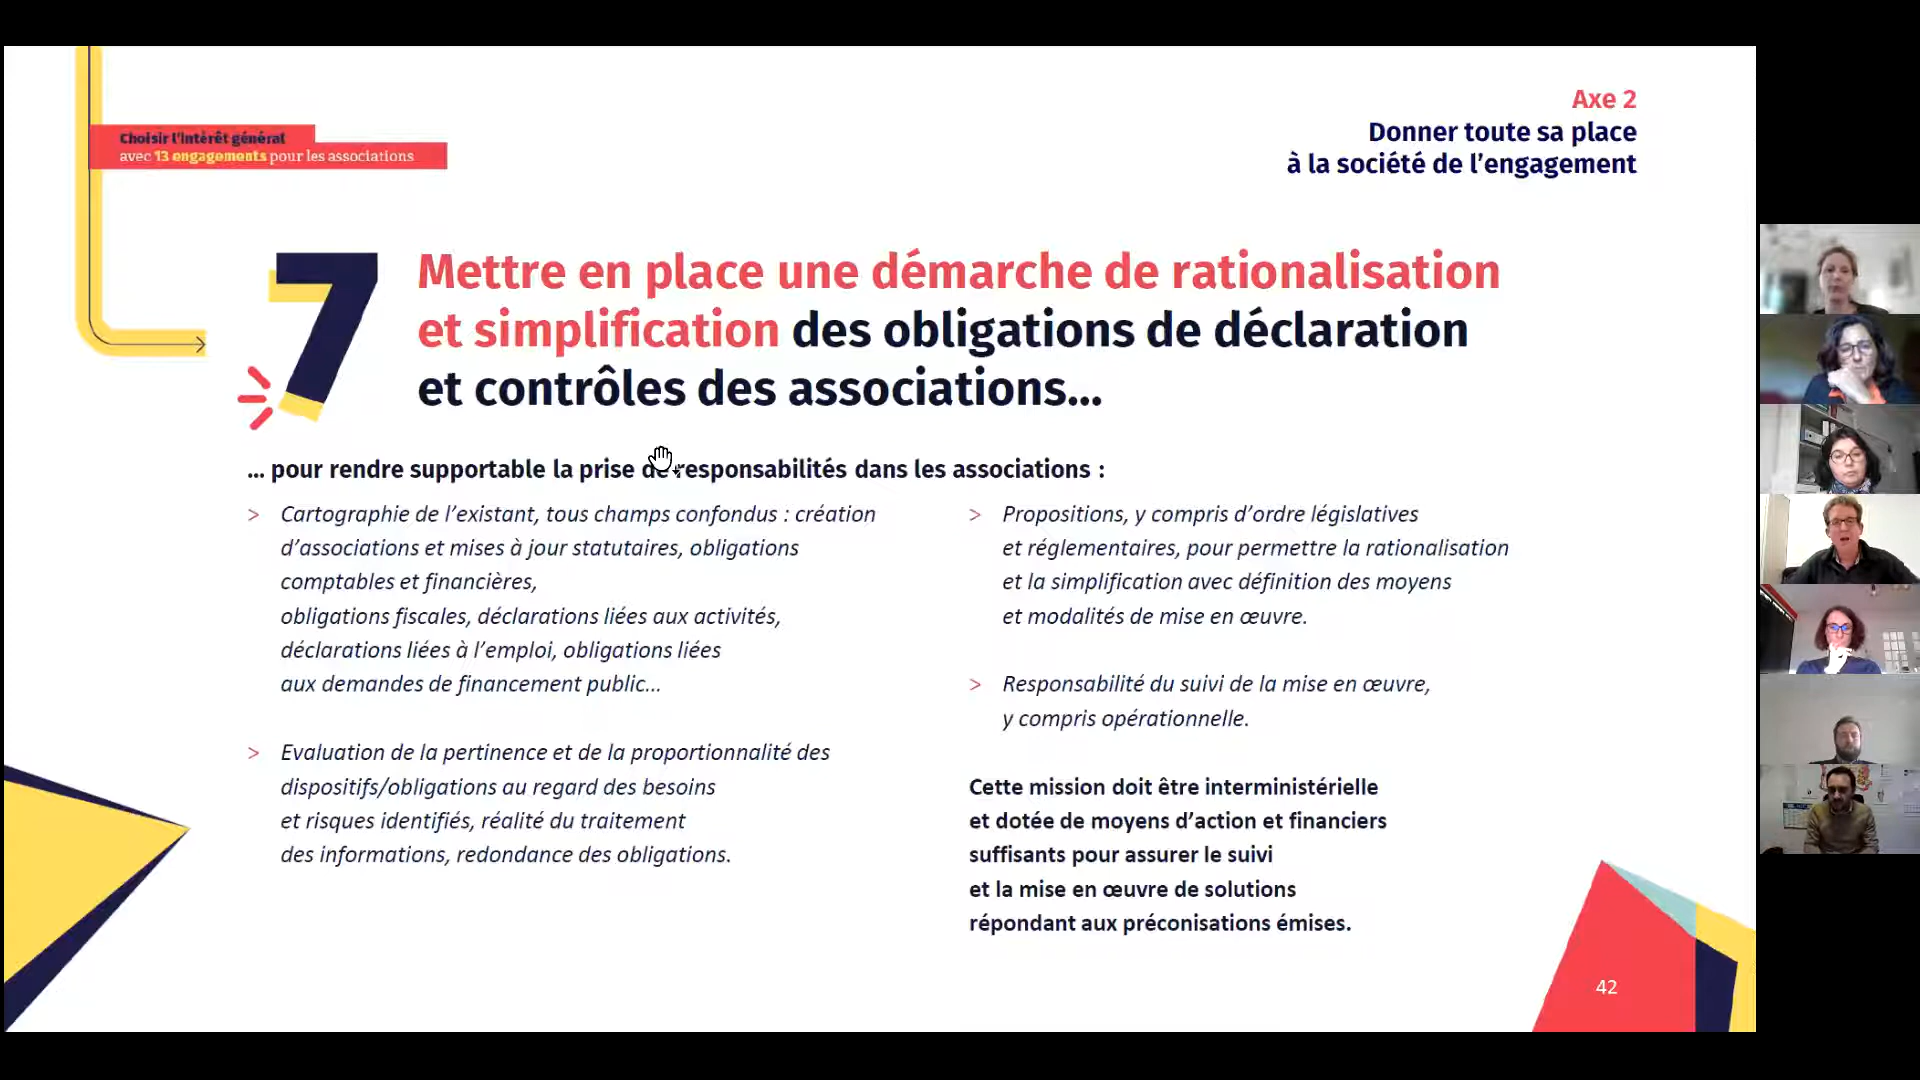 Choisir l'intérêt général
avec 13 engagements pour les associations
Axe 2
Donner toute sa place
à la société de l'engagement
7
Mettre en place une démarche de rationalisation
et simplification des obligations de déclaration
et contrôles des associations...
... pour rendre supportable la prise de responsabilités dans les associations :
> Cartographie de l'existant, tous champs confondus : création
d'associations et mises à jour statutaires, obligations
comptables et financières,
obligations fiscales, déclarations liées aux activités,
déclarations liées à l'emploi, obligations liées
aux demandes de financement public...
> Evaluation de la pertinence et de la proportionnalité des
dispositifs/obligations au regard des besoins
et risques identifiés, réalité du traitement
des informations, redondance des obligations.
> Propositions, y compris d'ordre législatives
et réglementaires, pour permettre la rationalisation
et la simplification avec définition des moyens
et modalités de mise en œuvre.
> Responsabilité du suivi de la mise en œuvre,
y compris opérationnelle.
Cette mission doit être interministérielle
et dotée de moyens d'action et financiers
suffisants pour assurer le suivi
et la mise en œuvre de solutions
répondant aux préconisations émises.
42